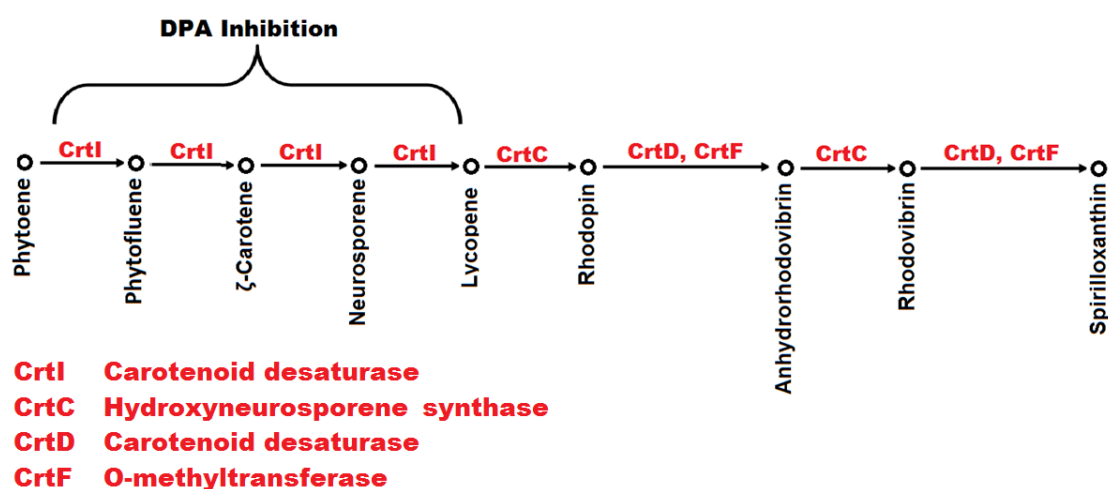 DPA Inhibition
CrtI
CrtI
CrtI
CrtI
CrtC
CrtD, CrtF
CrtC
CrtD, CrtF
Phytoene
Phytofluene
ζ-Carotene
Neurosporene
Lycopene
Rhodopin
Anhydrorhodovibrin
Rhodovibrin
Spirilloxanthin
CrtI Carotenoid desaturase
CrtC Hydroxyneurosporene synthase
CrtD Carotenoid desaturase
CrtF O-methyltransferase